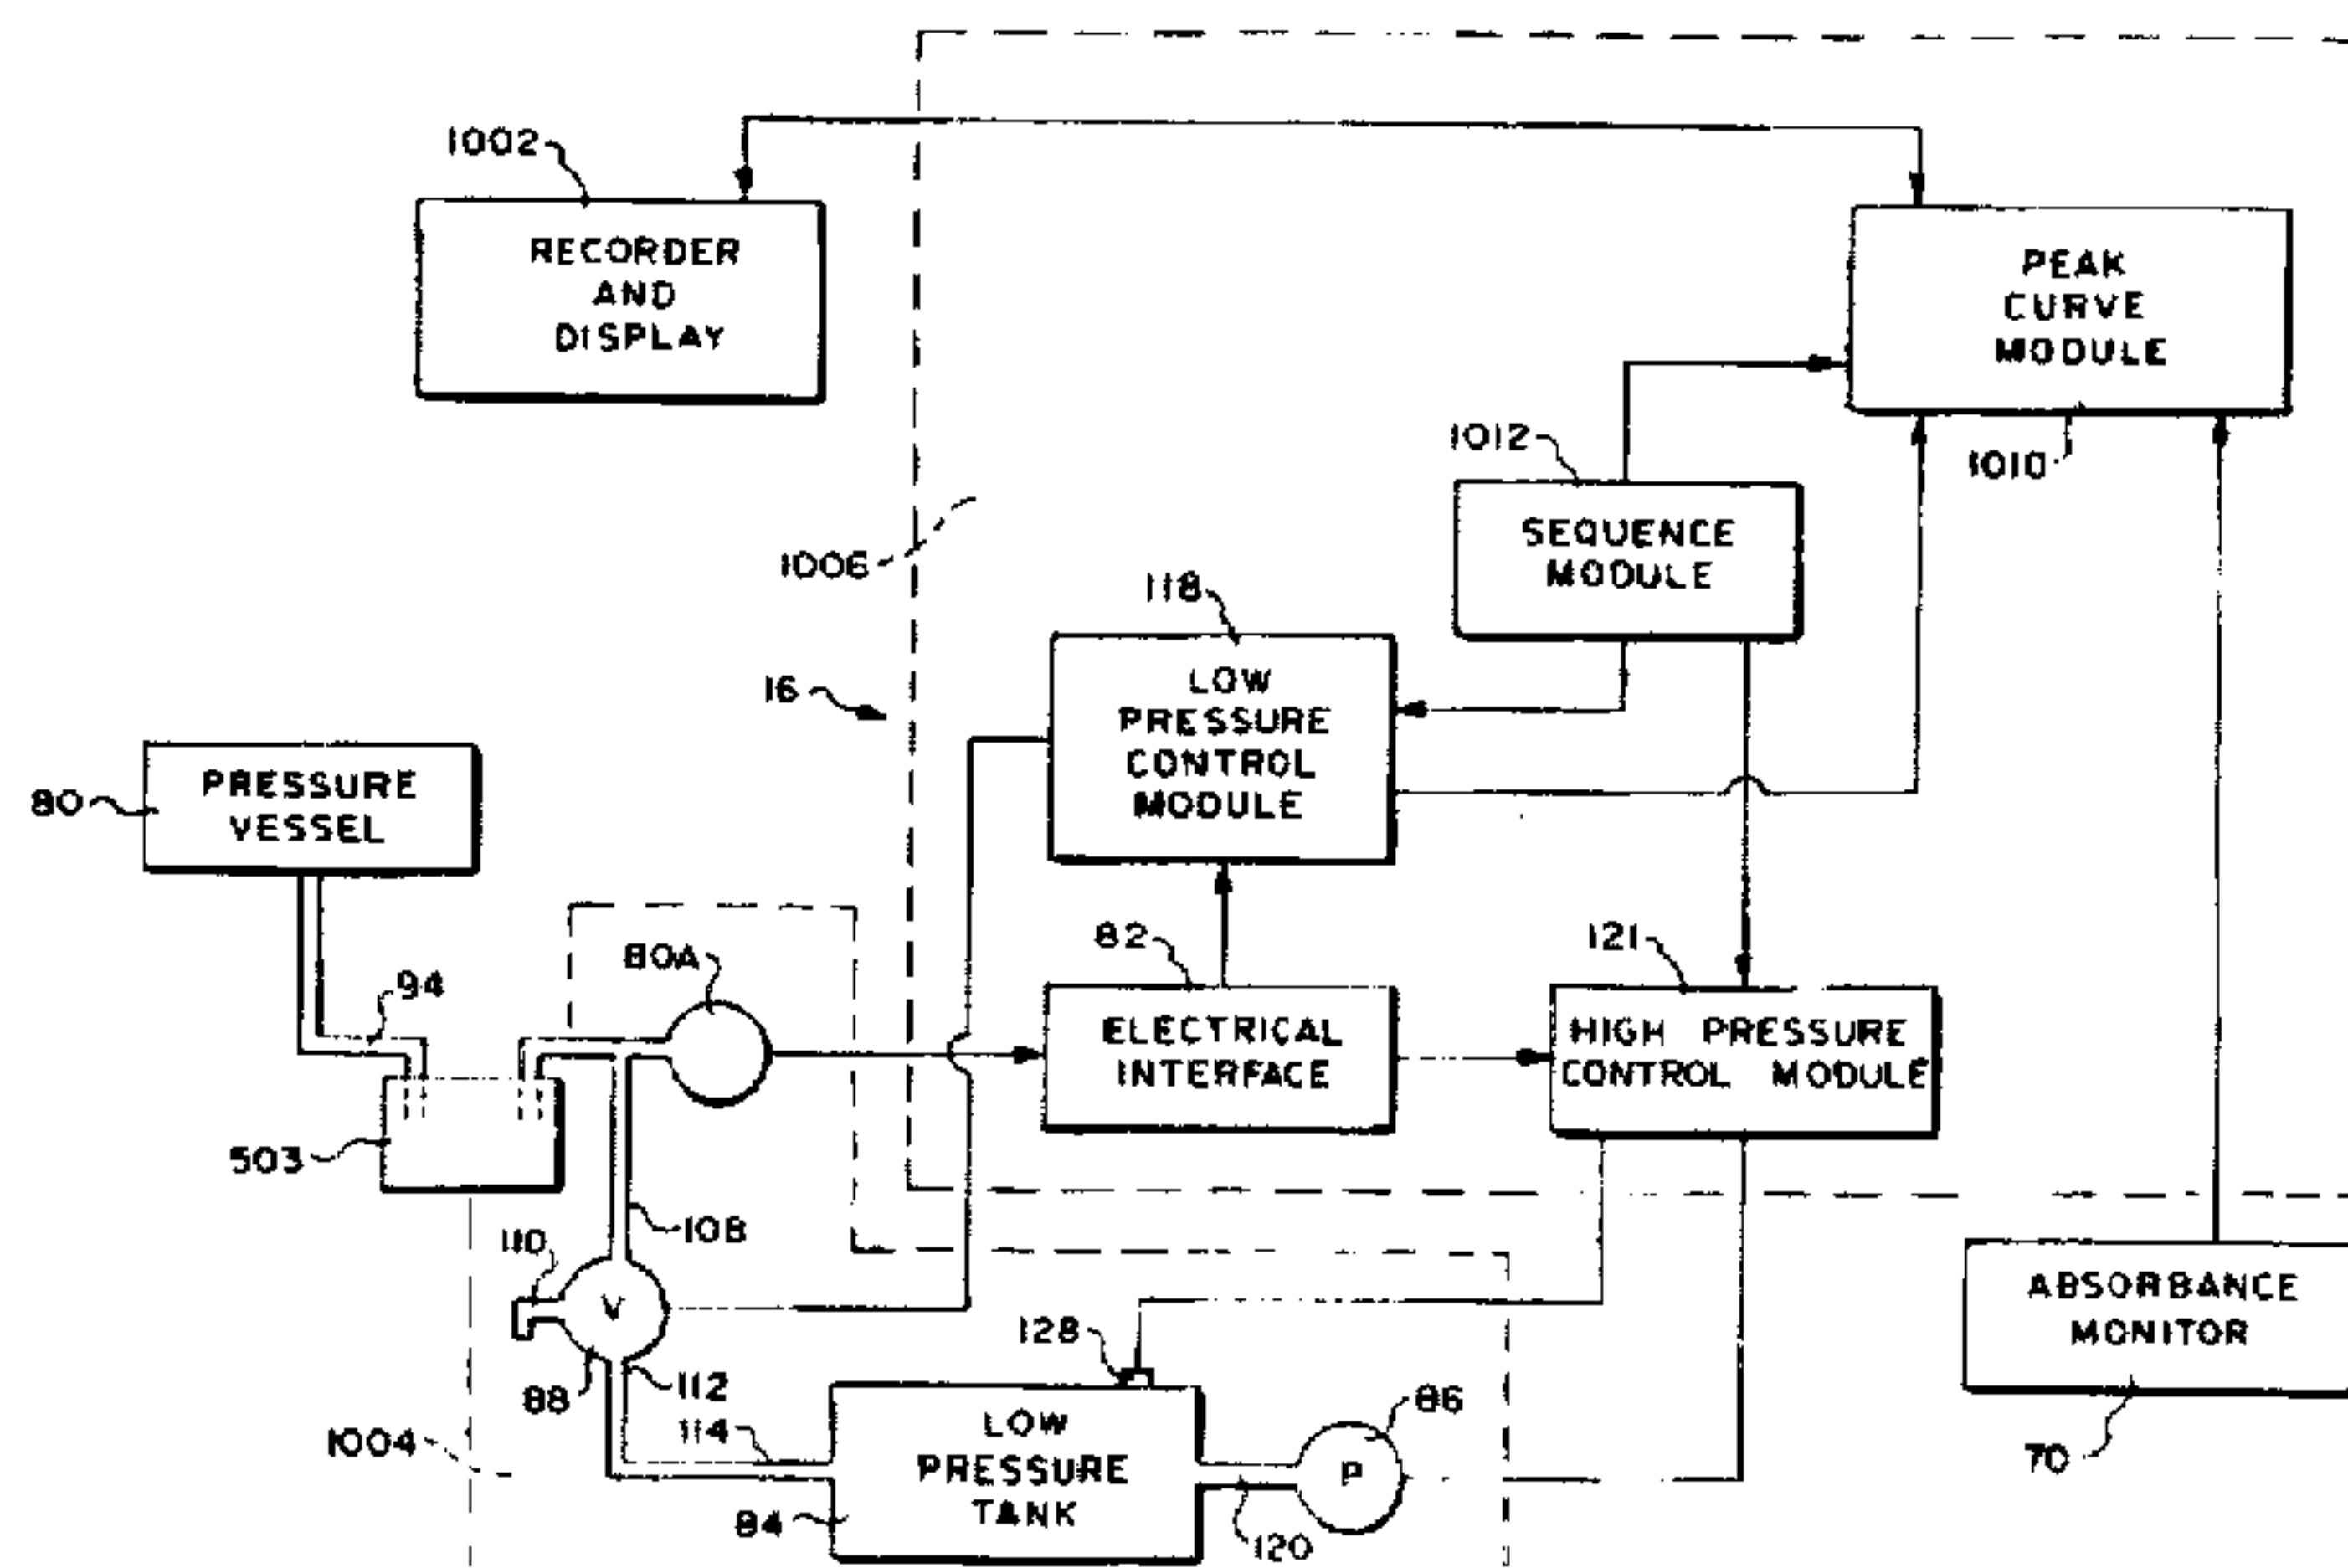 1002
RECORDER
AND
DISPLAY
PEAK
CURVE
MODULE
1010
1012
SEQUENCE
MODULE
1006
118
LOW
PRESSURE
CONTROL
MODULE
16
80
PRESSURE
VESSEL
94
80A
82
ELECTRICAL
INTERFACE
121
HIGH PRESSURE
CONTROL MODULE
503
108
110
V
88
112
114
1004
128
LOW
PRESSURE
TANK
84
86
P
120
ABSORBANCE
MONITOR
70